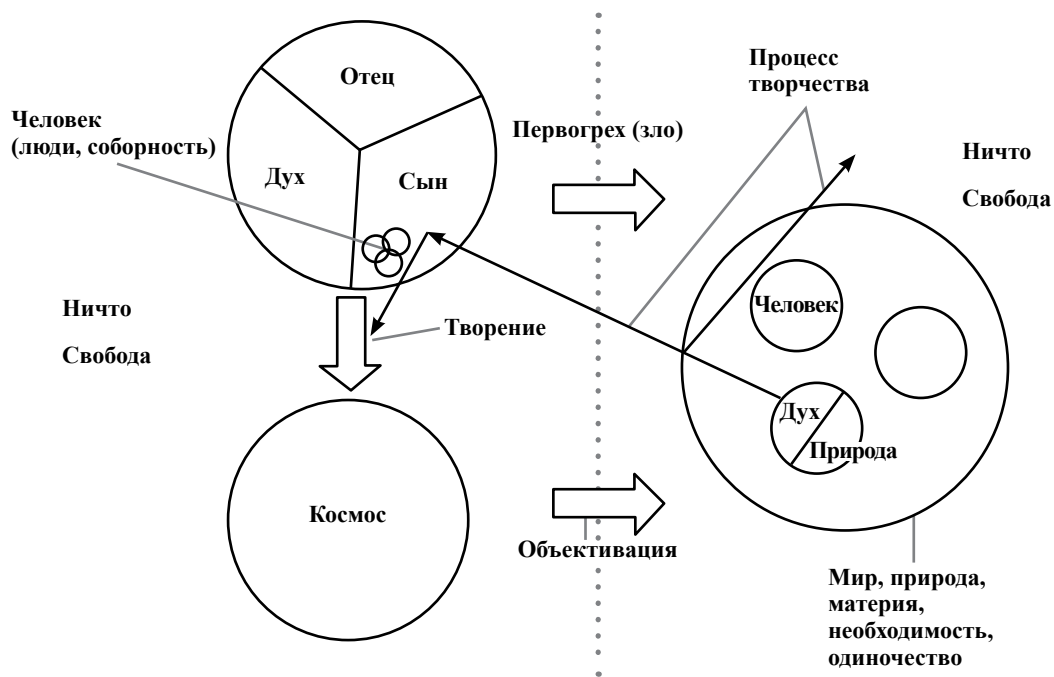 Отец
Человек
(люди, соборность)
Дух
Сын
Первогрех (зло)
Процесс
творчества
Ничто
Свобода
Ничто
Свобода
Творение
Человек
Дух
Природа
Космос
Объективация
Мир, природа,
материя,
необходимость,
одиночество